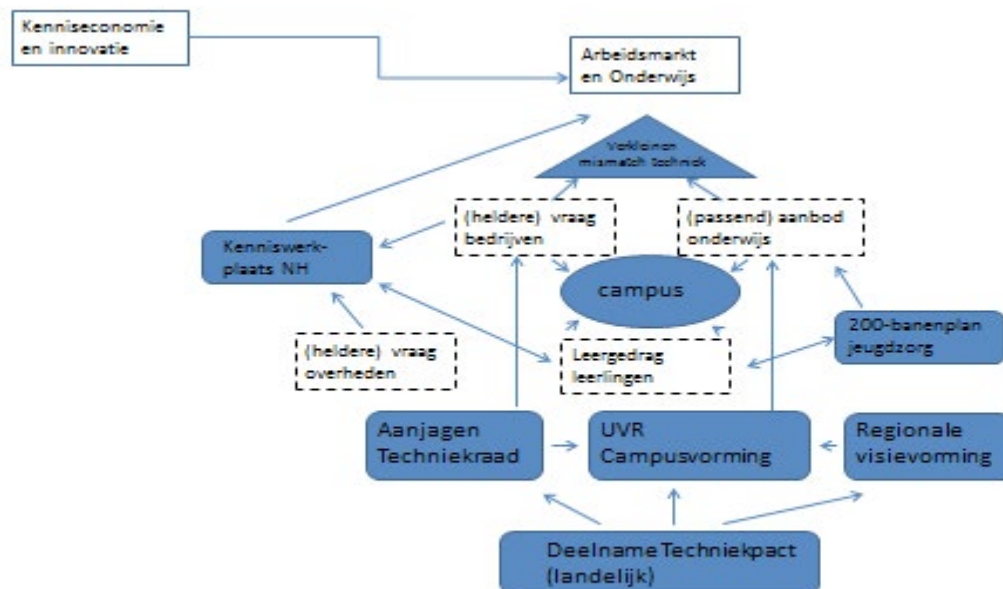 Kenniseconomie
en innovatie
Arbeidsmarkt
en Onderwijs
Verkleinen
mismatch techniek
(heldere) vraag
bedrijven
(passend) aanbod
onderwijs
Kenniswerk-
plaats NH
campus
200-banenplan
jeugdzorg
(heldere) vraag
overheden
Leergedrag
leerlingen
Aanjagen
Techniekraad
UVR
Campusvorming
Regionale
visievorming
Deelname Techniekpact
(landelijk)